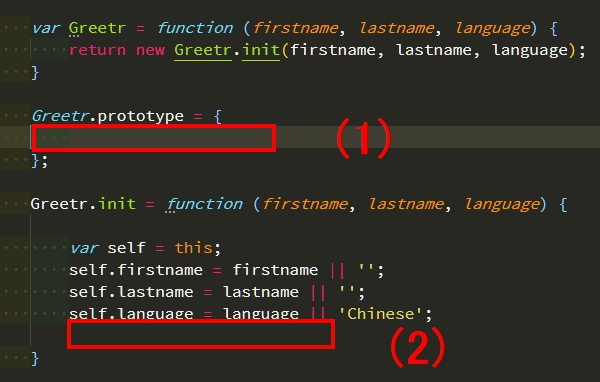 var Greetr = function (firstname, lastname, language) {
return new Greetr.init(firstname, lastname, language);
}
Greetr.prototype = {
(1)
};
Greetr.init = function (firstname, lastname, language) {
var self = this;
self.firstname = firstname || '';
self.lastname = lastname || '';
self.language = language || 'Chinese';
(2)
}